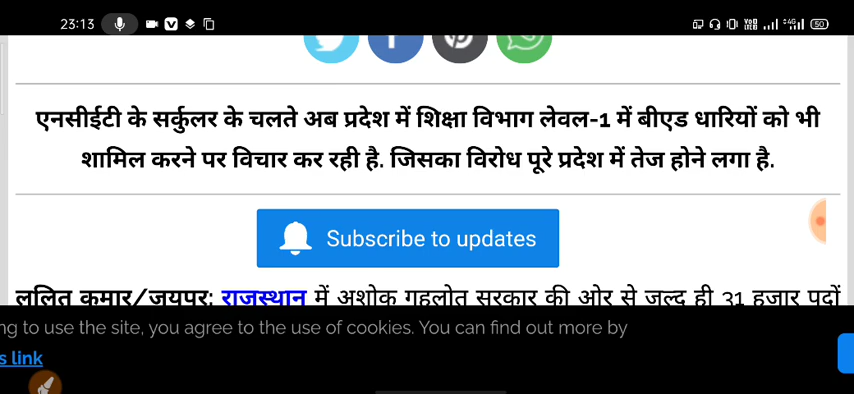 23:13
50
एनसीईटी के सर्कुलर के चलते अब प्रदेश में शिक्षा विभाग लेवल-1 में बीएड धारियों को भी
शामिल करने पर विचार कर रही है. जिसका विरोध पूरे प्रदेश में तेज होने लगा है.
Subscribe to updates
ललित कुमार/जयपुर: राजस्थान में अशोक गहलोत सरकार की ओर से जल्द ही 31 हजार पदों
ng to use the site, you agree to the use of cookies. You can find out more by
s link